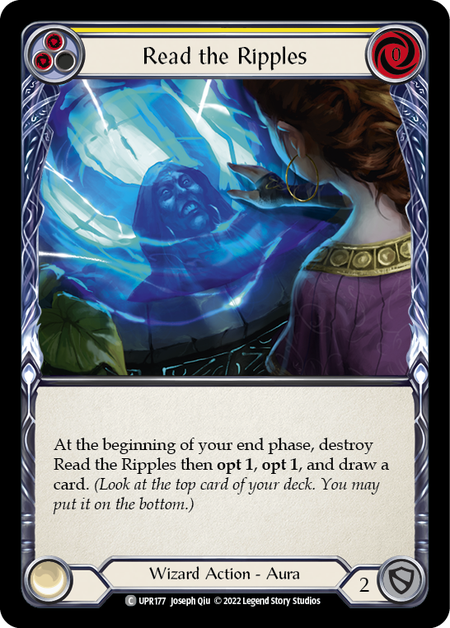 Read the Ripples
0
At the beginning of your end phase, destroy
Read the Ripples then opt 1, opt 1, and draw a
card. (Look at the top card of your deck. You may
put it on the bottom.)
Wizard Action - Aura
2
C UPR177 Joseph Qiu © 2022 Legend Story Studios